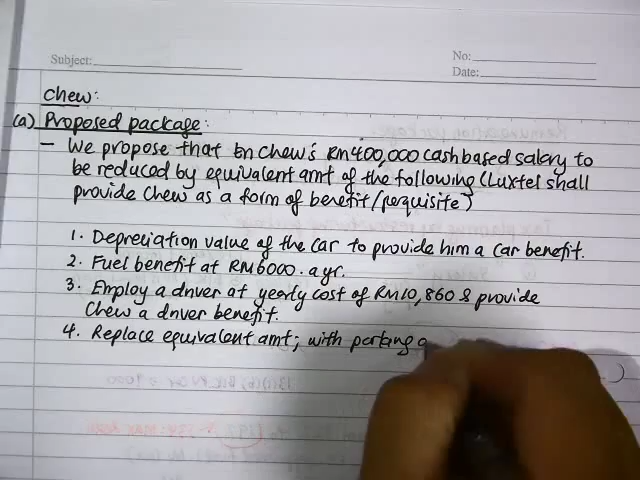 Subject:
No:
Date:
Chew:
(a) Proposed package:
- We propose that En Chew's RM400,000 cash based salary to
be reduced by equivalent amt of the following (Luxtel shall
provide Chew as a form of benefit/perquisite)
1. Depreciation value of the car to provide him a car benefit.
2. Fuel benefit at RM6000. a yr.
3. Employ a driver at yearly cost of RM10,860 & provide
Chew a driver benefit.
4. Replace equivalent amt; with parking a